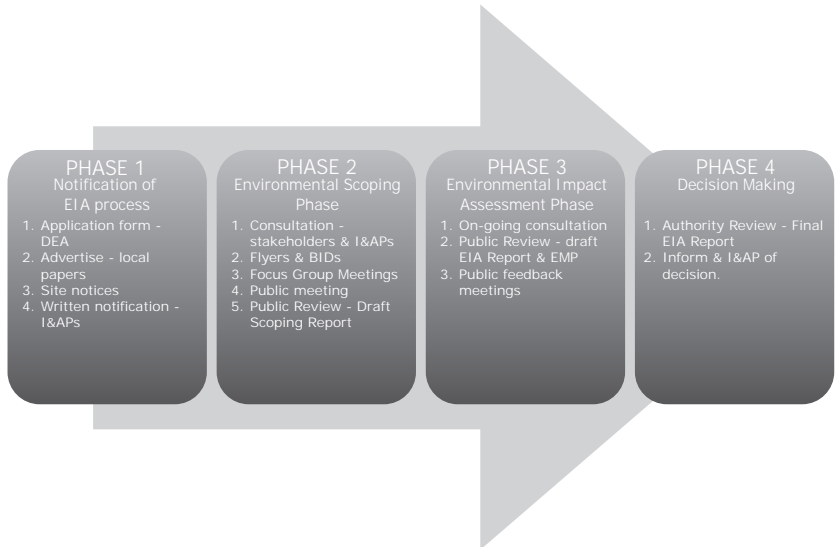 PHASE 1
Notification of
EIA process
1. Application form -
DEA
2. Advertise - local
papers
3. Site notices
4. Written notification -
I&APs
PHASE 2
Environmental Scoping
Phase
1. Consultation -
stakeholders & I&APs
2. Flyers & BIDs
3. Focus Group Meetings
4. Public meeting
5. Public Review - Draft
Scoping Report
PHASE 3
Environmental Impact
Assessment Phase
1. On-going consultation
2. Public Review - draft
EIA Report & EMP
3. Public feedback
meetings
PHASE 4
Decision Making
1. Authority Review - Final
EIA Report
2. Inform & I&AP of
decision.